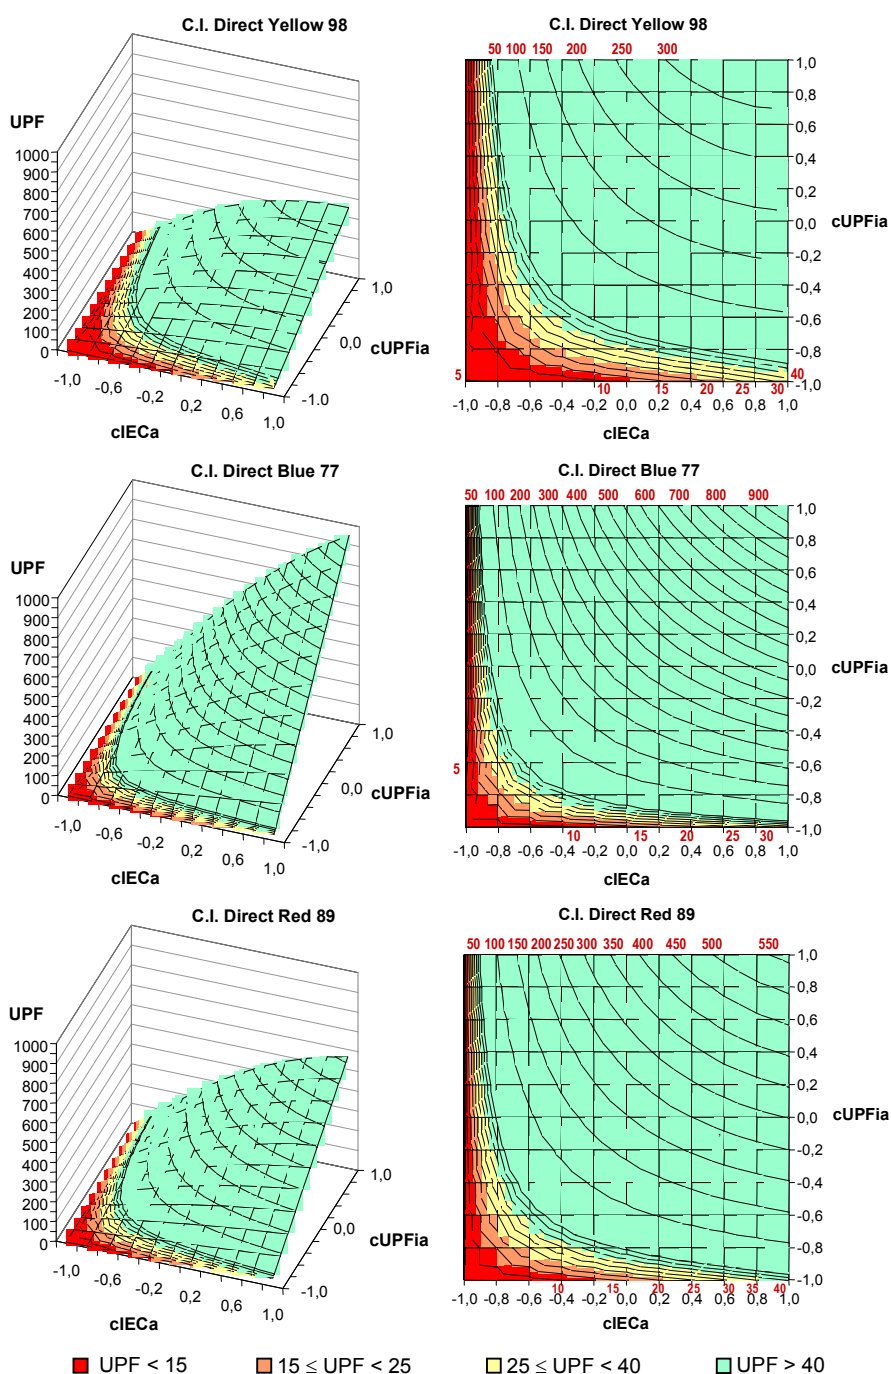 C.I. Direct Yellow 98
UPF
1000
900
800
700
600
500
400
300
200
100
0
-1,0 -0,6 -0,2 0,6 1,0
cIECa
1,0
0,0
-1,0
cUPFia
C.I. Direct Yellow 98
50 100 150 200 250 300
1,0
0,8
0,6
0,4
0,2
0,0
-0,2
-0,4
-0,6
-0,8
-1,0
cUPFia
5 10 15 20 25 30 40
-1,0 -0,8 -0,6 -0,4 -0,2 0,0 0,2 0,4 0,6 0,8 1,0
cIECa
C.I. Direct Blue 77
UPF
1000
900
800
700
600
500
400
300
200
100
0
-1,0 -0,6 -0,2 0,2 0,6 1,0
cIECa
1,0
0,0
-1,0
cUPFia
C.I. Direct Blue 77
50 100 200 300 400 500 600 700 800 900
1,0
0,8
0,6
0,4
0,2
0,0
-0,2
-0,4
-0,6
-0,8
-1,0
cUPFia
5
10 15 20 25 30
-1,0 -0,8 -0,6 -0,4 -0,2 0,0 0,2 0,4 0,6 0,8 1,0
cIECa
C.I. Direct Red 89
UPF
1000
900
800
700
600
500
400
300
200
100
0
-1,0 -0,6 -0,2 0,2 0,6 1,0
cIECa
1,0
0,0
-1,0
cUPFia
C.I. Direct Red 89
50 100 150 200 250 300 350 400 450 500 550
1,0
0,8
0,6
0,4
0,2
0,0
-0,2
-0,4
-0,6
-0,8
-1,0
cUPFia
10 15 20 25 30 35 40
-1,0 -0,8 -0,6 -0,4 -0,2 0,0 0,2 0,4 0,6 0,8 1,0
cIECa
UPF < 15 15 ≤ UPF < 25 25 ≤ UPF < 40 UPF > 40